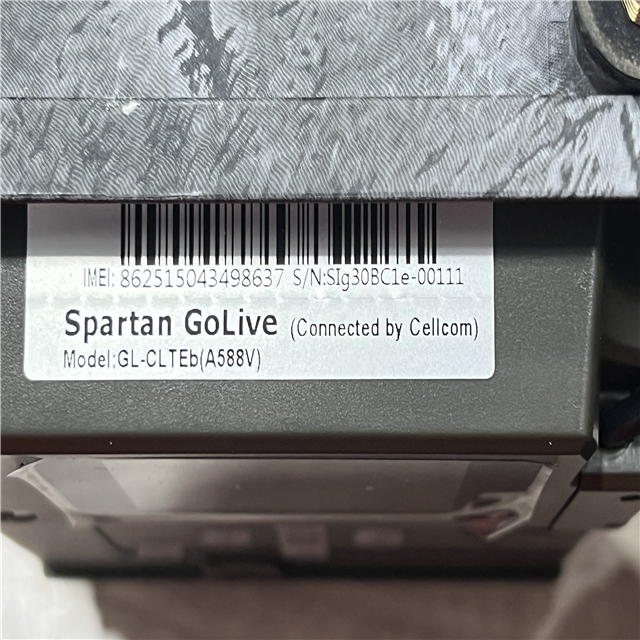 IMEI: 862515043498637 S/N:SIg30BC1e-00111
Spartan GoLive (Connected by Cellcom)
Model:GL-CLTEb(A588V)